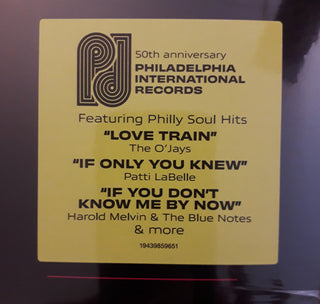 50th anniversary
PHILADELPHIA
INTERNATIONAL
RECORDS
Featuring Philly Soul Hits
"LOVE TRAIN"
The O'Jays
"IF ONLY YOU KNEW"
Patti LaBelle
"IF YOU DON'T
KNOW ME BY NOW"
Harold Melvin & The Blue Notes
& more
19439859651